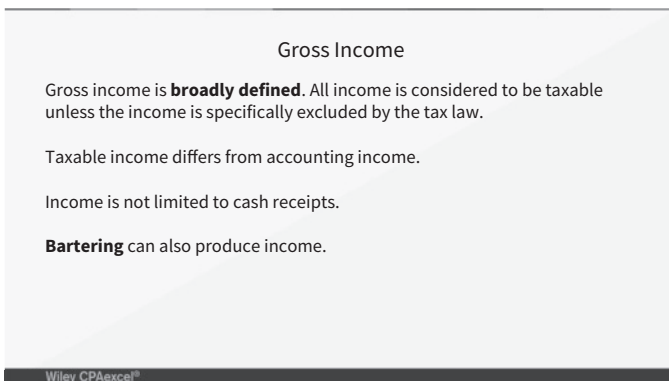 Gross Income
Gross income is broadly defined. All income is considered to be taxable
unless the income is specifically excluded by the tax law.
Taxable income differs from accounting income.
Income is not limited to cash receipts.
Bartering can also produce income.
Wiley CPAexcel®